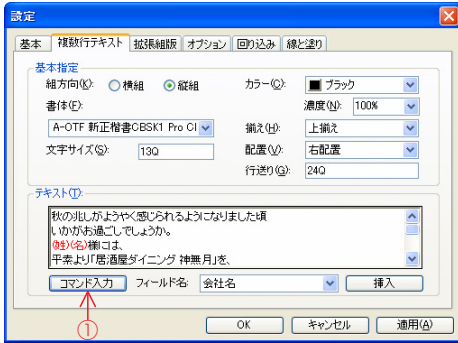 設定
基本 複数行テキスト 拡張組版 オプション 回り込み 線と塗り
基本指定
組方向(K): 横組 縦組 カラー(C): ブラック
書体(F): 濃度(N): 100%
A-OTF 新正楷書CBSK1 Pro Cl 揃え(H): 上揃え
文字サイズ(S): 13Q 配置(V): 右配置
行送り(G): 24Q
テキスト(T):
秋の兆しがようやく感じられるようになりました頃
いかがお過ごしでしょうか。
(姓)(名)様には、
平素より「居酒屋ダイニング 神無月」を、
コマンド入力 フィールド名: 会社名 挿入
①
OK キャンセル 適用(A)